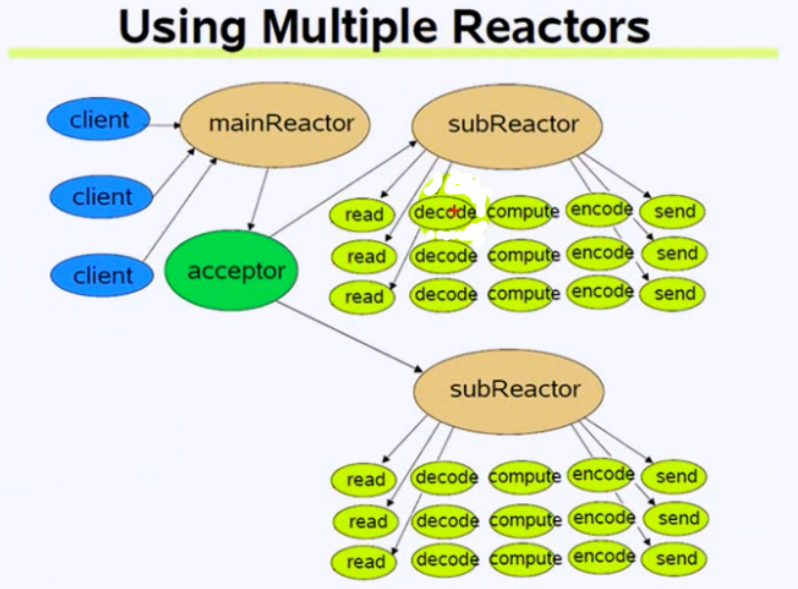 Using Multiple Reactors
client
mainReactor
subReactor
client
read decode compute encode send
client
acceptor
read decode compute encode send
read decode compute encode send
subReactor
read decode compute encode send
read decode compute encode send
read decode compute encode send